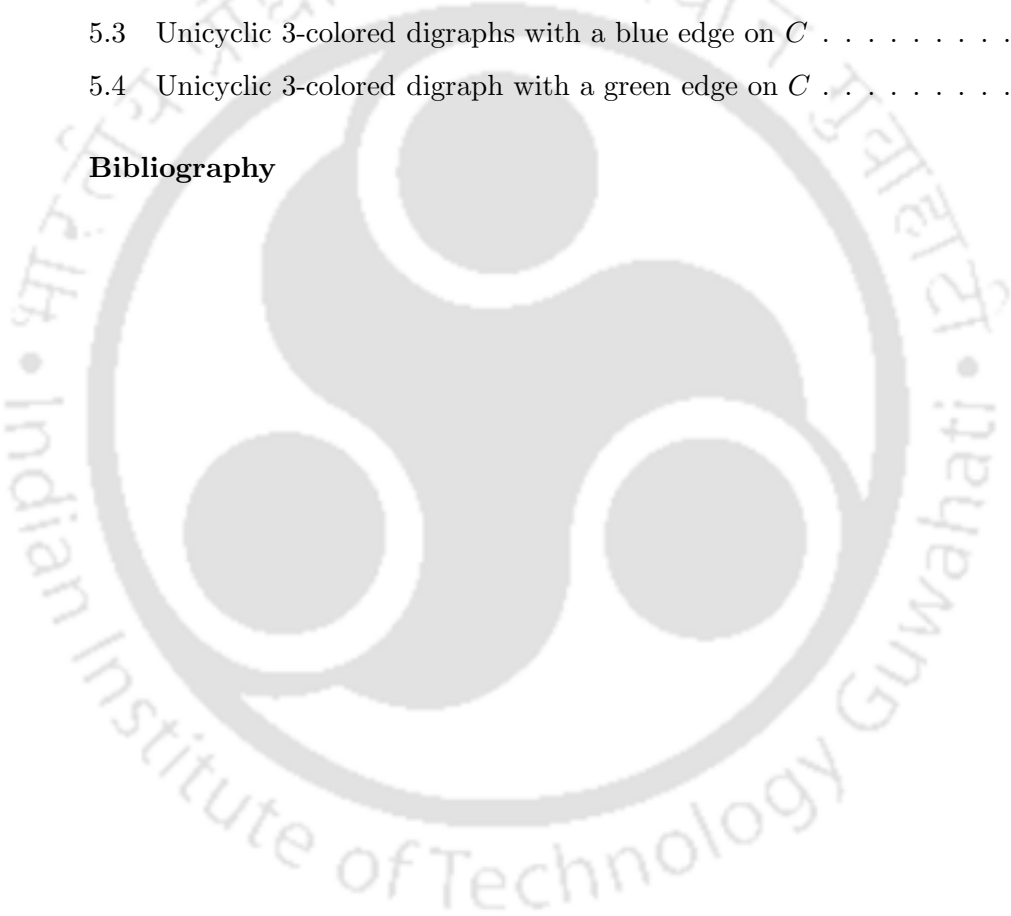 5.3 Unicyclic 3-colored digraphs with a blue edge on C . . . . . . . . .
5.4 Unicyclic 3-colored digraph with a green edge on C . . . . . . . . .
Bibliography
Indian Institute of Technology Guwahati